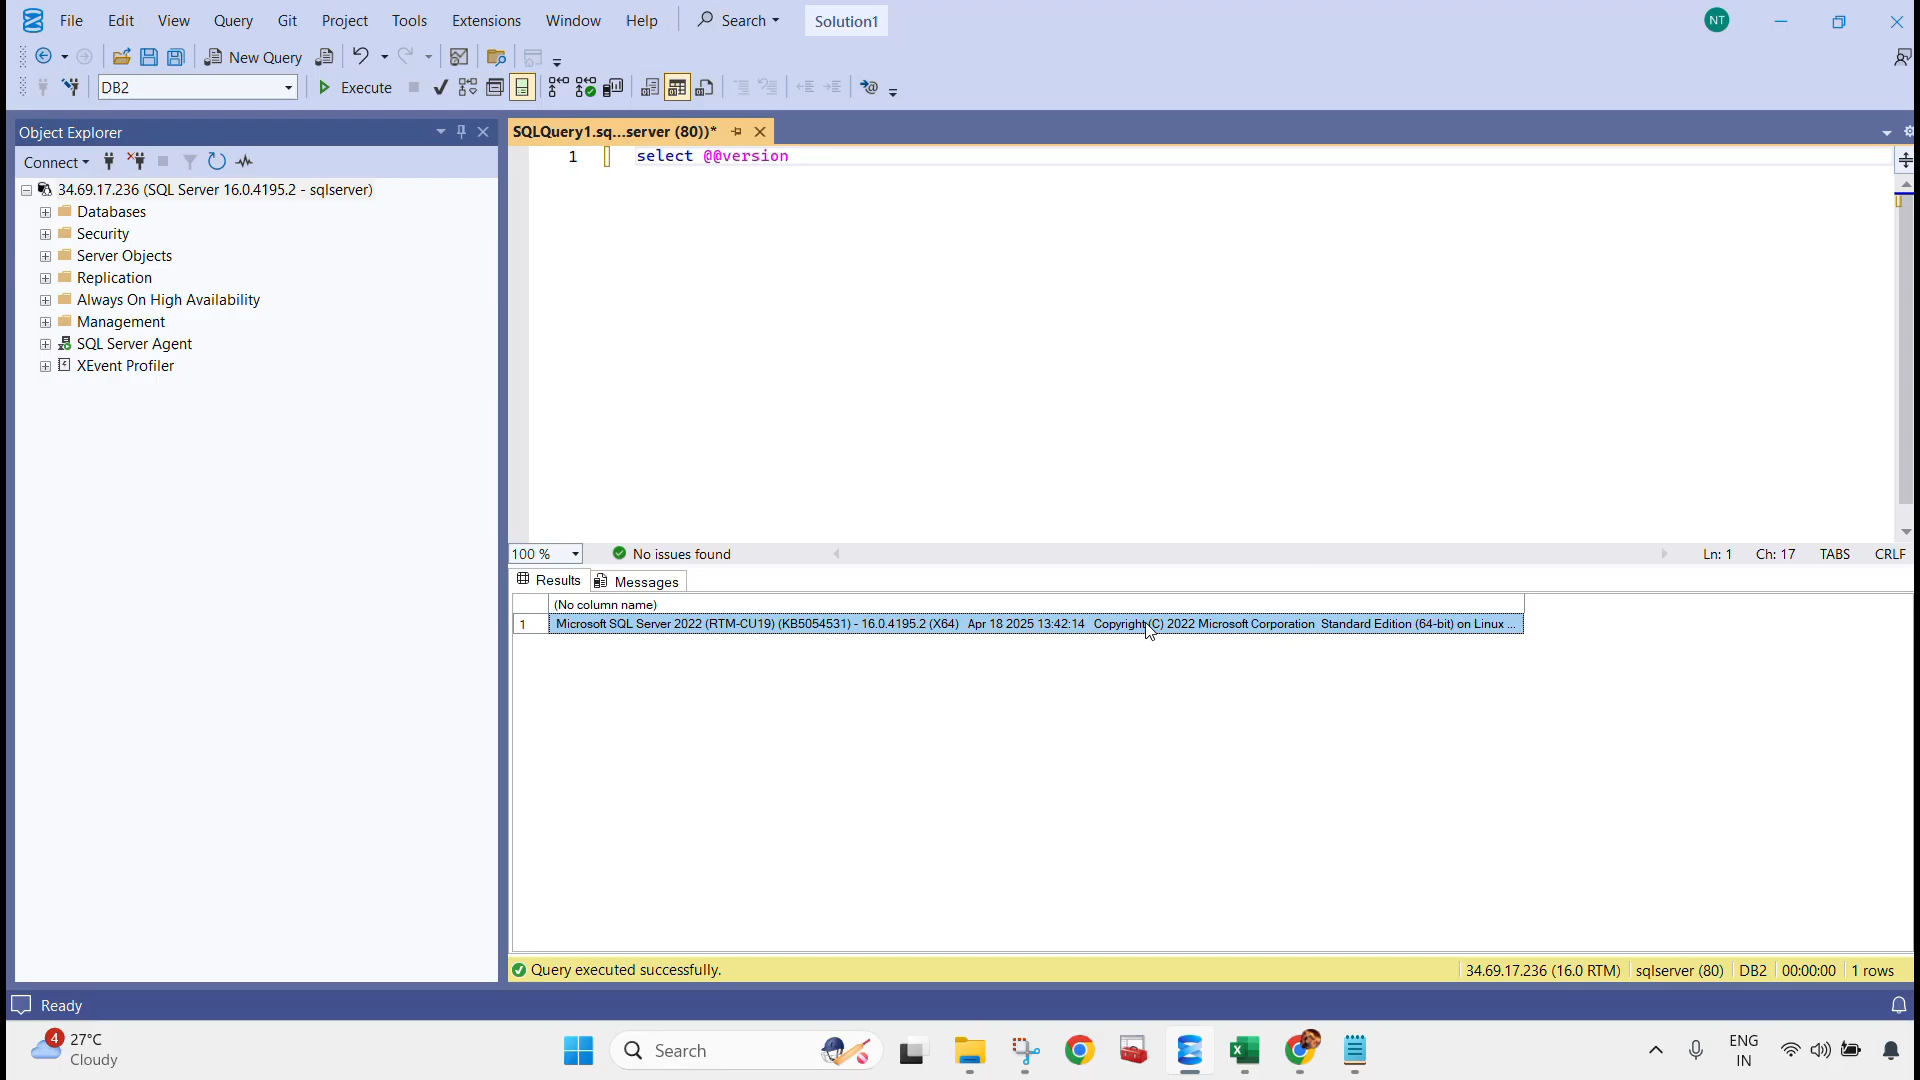 File Edit View Query Git Project Tools Extensions Window Help Search Solution1 NT
New Query
DB2 Execute
Object Explorer
SQLQuery1.sq...server (80))*
Connect
1 select @@version
34.69.17.236 (SQL Server 16.0.4195.2 - sqlserver)
Databases
Security
Server Objects
Replication
Always On High Availability
Management
SQL Server Agent
XEvent Profiler
100 % No issues found Ln: 1 Ch: 17 TABS CRLF
Results Messages
(No column name)
1 Microsoft SQL Server 2022 (RTM-CU19) (KB5054531) - 16.0.4195.2 (X64) Apr 18 2025 13:42:14 Copyright (C) 2022 Microsoft Corporation Standard Edition (64-bit) on Linux ...
Query executed successfully. 34.69.17.236 (16.0 RTM) sqlserver (80) DB2 00:00:00 1 rows
Ready
4 27°C
Cloudy
Search
ENG
IN